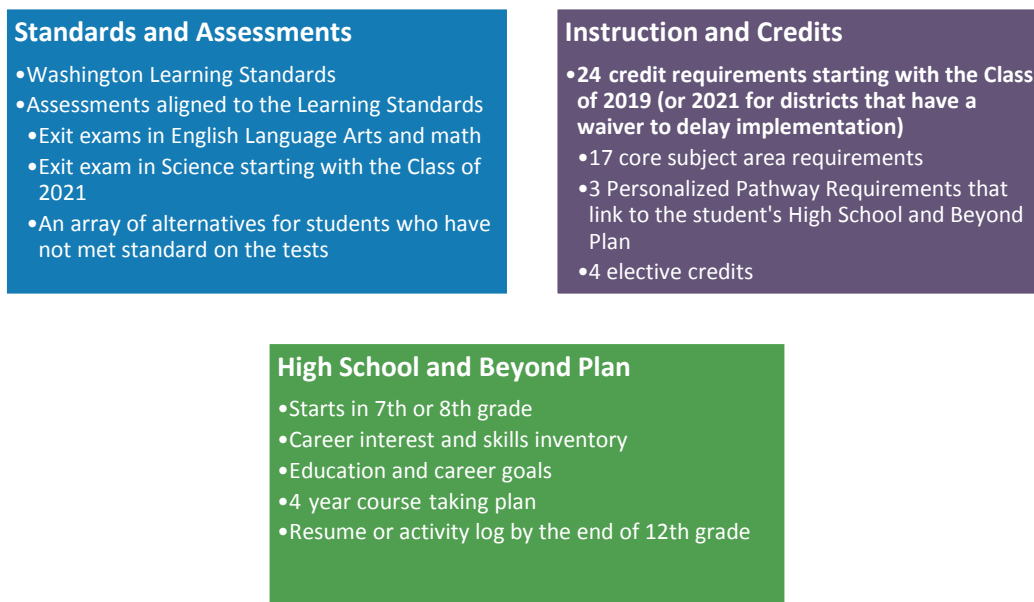 Standards and Assessments
•Washington Learning Standards
•Assessments aligned to the Learning Standards
•Exit exams in English Language Arts and math
•Exit exam in Science starting with the Class of
2021
•An array of alternatives for students who have
not met standard on the tests
Instruction and Credits
•24 credit requirements starting with the Class
of 2019 (or 2021 for districts that have a
waiver to delay implementation)
•17 core subject area requirements
•3 Personalized Pathway Requirements that
link to the student's High School and Beyond
Plan
•4 elective credits
High School and Beyond Plan
•Starts in 7th or 8th grade
•Career interest and skills inventory
•Education and career goals
•4 year course taking plan
•Resume or activity log by the end of 12th grade